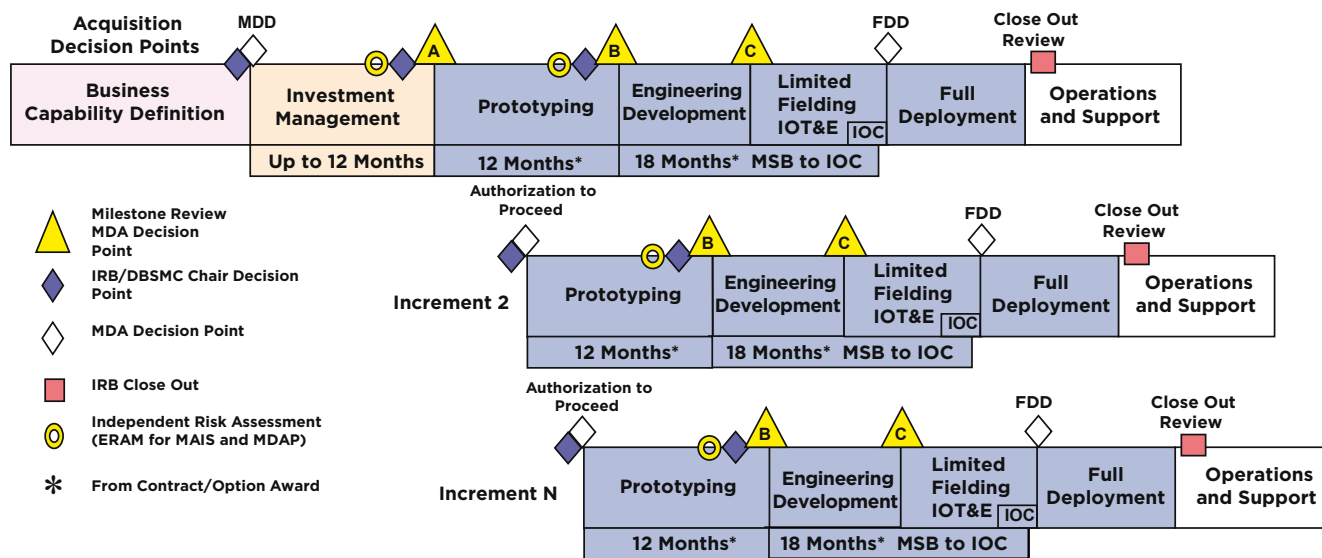 Acquisition
Decision Points
MDD
A
B
C
FDD
Close Out
Review
Business
Capability Definition
Investment
Management
Prototyping
Engineering
Development
Limited
Fielding
IOT&E
IOC
Full
Deployment
Operations
and Support
Up to 12 Months
12 Months*
18 Months* MSB to IOC
Milestone Review
MDA Decision
Point
IRB/DBSMC Chair Decision
Point
MDA Decision Point
IRB Close Out
Independent Risk Assessment
(ERAM for MAIS and MDAP)
* From Contract/Option Award
Authorization to
Proceed
B
C
FDD
Close Out
Review
Increment 2
Prototyping
Engineering
Development
Limited
Fielding
IOT&E
IOC
Full
Deployment
Operations
and Support
12 Months*
18 Months* MSB to IOC
Authorization to
Proceed
B
C
FDD
Close Out
Review
Increment N
Prototyping
Engineering
Development
Limited
Fielding
IOT&E
IOC
Full
Deployment
Operations
and Support
12 Months*
18 Months* MSB to IOC